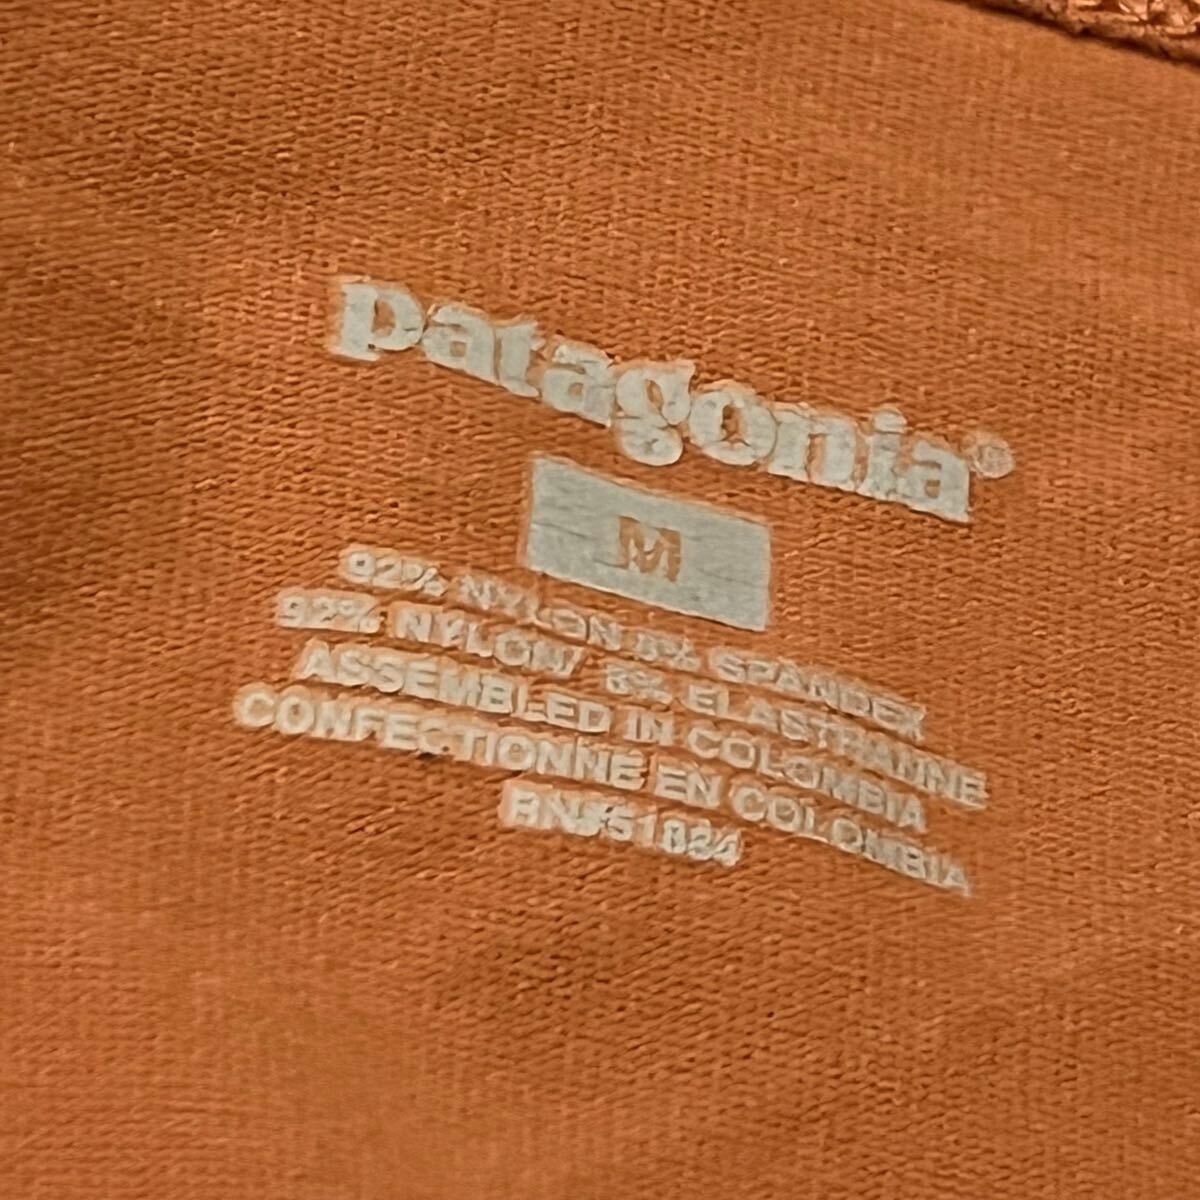 patagonia®
M
92% NYLON 8% SPANDEX
92% NYLON/ 8% ELASTHANNE
ASSEMBLED IN COLOMBIA
CONFECTIONNE EN COLOMBIA
RN#51884